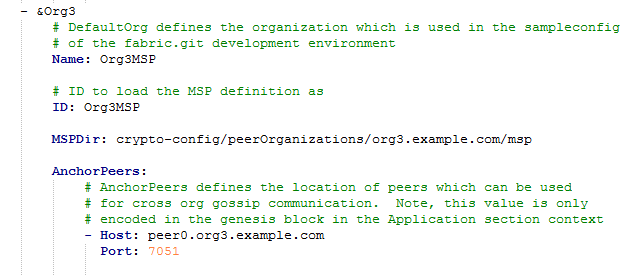 - &Org3
# DefaultOrg defines the organization which is used in the sampleconfig
# of the fabric.git development environment
Name: Org3MSP
# ID to load the MSP definition as
ID: Org3MSP
MSPDir: crypto-config/peerOrganizations/org3.example.com/msp
AnchorPeers:
# AnchorPeers defines the location of peers which can be used
# for cross org gossip communication.  Note, this value is only
# encoded in the genesis block in the Application section context
- Host: peer0.org3.example.com
Port: 7051